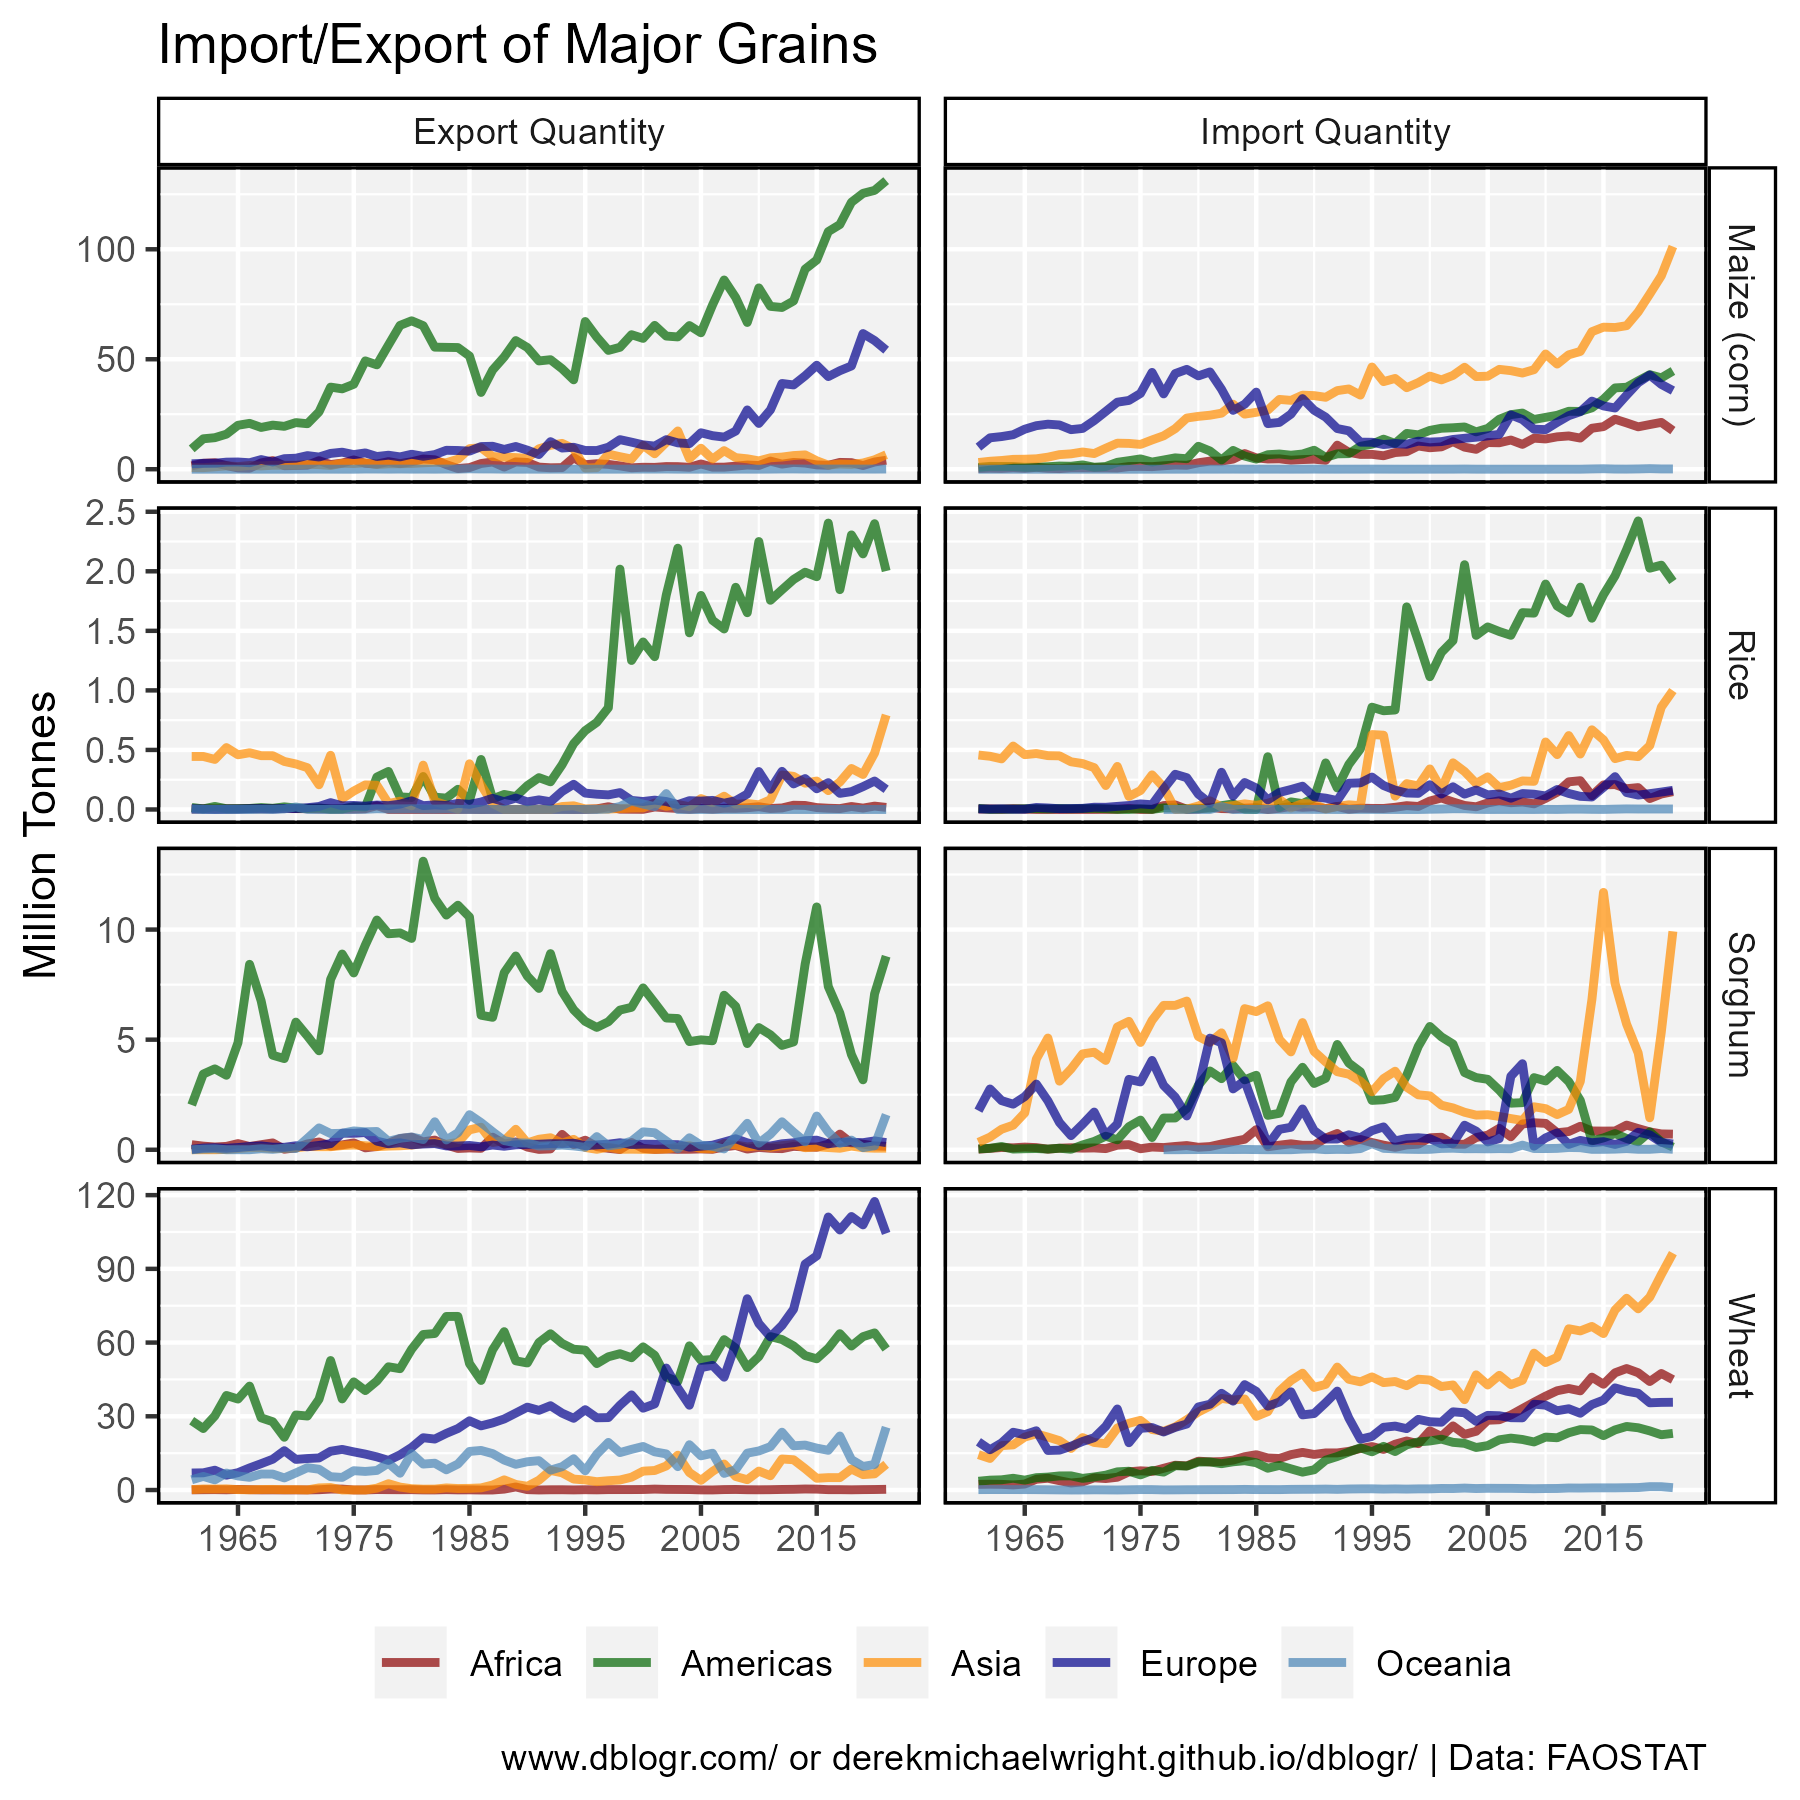 Import/Export of Major Grains
Export Quantity
Import Quantity
Million Tonnes
100
50
0
Maize (corn)
2.5
2.0
1.5
1.0
0.5
0.0
Rice
10
5
0
Sorghum
120
90
60
30
0
Wheat
1965 1975 1985 1995 2005 2015
1965 1975 1985 1995 2005 2015
Africa Americas Asia Europe Oceania
www.dblogr.com/ or derekmichaelwright.github.io/dblogr/ | Data: FAOSTAT